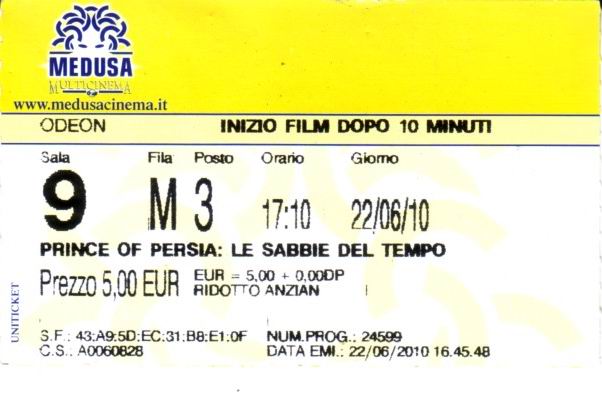 MEDUSA
MULTICINEMA
www.medusacinema.it
ODEON INIZIO FILM DOPO 10 MINUTI
Sala Fila Posto Orario Giorno
9 M 3 17:10 22/06/10
PRINCE OF PERSIA: LE SABBIE DEL TEMPO
Prezzo 5,00 EUR EUR = 5,00 + 0,00DP
RIDOTTO ANZIAN
UNITICKET
S.F.: 43:A9:5D:EC:31:B8:E1:0F NUM.PROG.: 24599
C.S.: A0060828 DATA EMI.: 22/06/2010 16.45.48